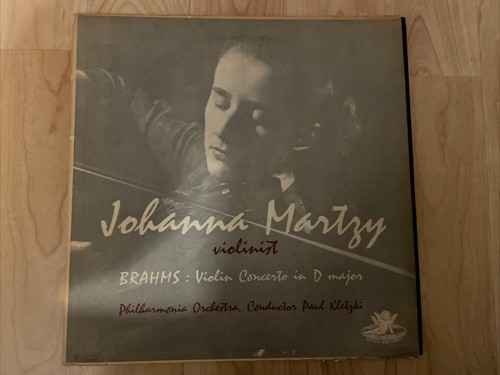 Johanna Martzy
violinist
BRAHMS : Violin Concerto in D major
Philharmonia Orchestra, Conductor Paul Kletzki